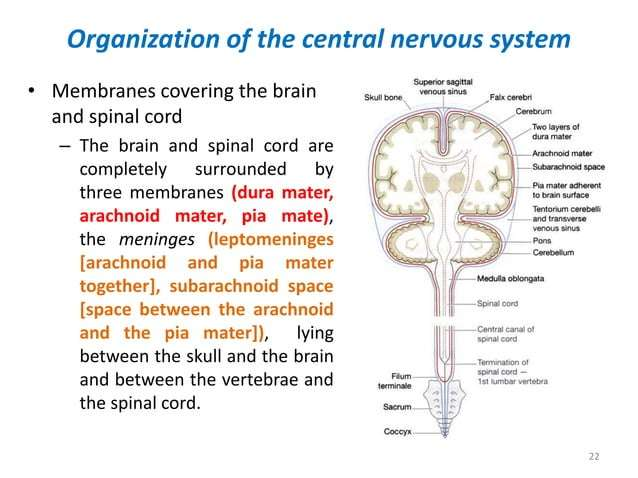 Organization of the central nervous system
• Membranes covering the brain
and spinal cord
– The brain and spinal cord are
completely surrounded by
three membranes (dura mater,
arachnoid mater, pia mate),
the meninges (leptomeninges
[arachnoid and pia mater
together], subarachnoid space
[space between the arachnoid
and the pia mater]), lying
between the skull and the brain
and between the vertebrae and
the spinal cord.
Superior sagittal
venous sinus
Skull bone
Falx cerebri
Cerebrum
Two layers of
dura mater
Arachnoid mater
Subarachnoid space
Pia mater adherent
to brain surface
Tentorium cerebelli
and transverse
venous sinus
Pons
Cerebellum
Medulla oblongata
Spinal cord
Central canal of
spinal cord
Termination of
spinal cord —
1st lumbar vertebra
Filum
terminale
Sacrum
Coccyx
22